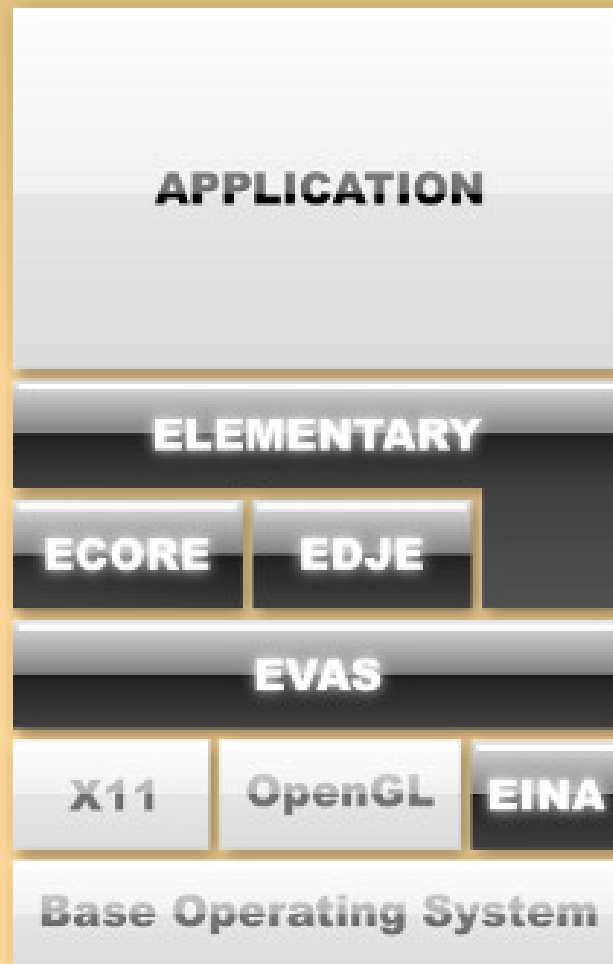 APPLICATION
ELEMENTARY
ECORE EDJE
EVAS
X11 OpenGL EINA
Base Operating System